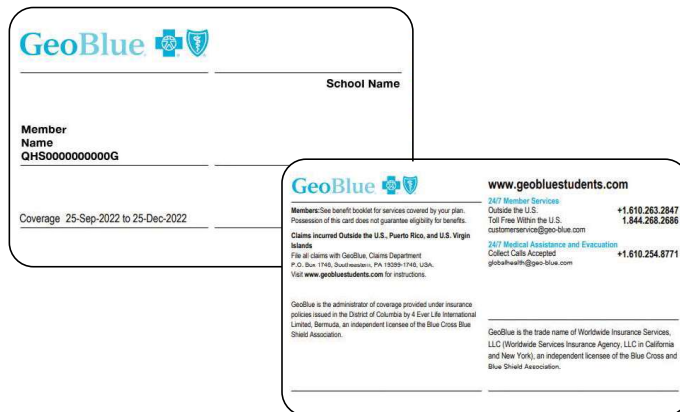 GeoBlue
School Name
Member
Name
QHS0000000000G
Coverage 25-Sep-2022 to 25-Dec-2022
GeoBlue
Members:See benefit booklet for services covered by your plan.
Possession of this card does not guarantee eligibility for benefits.
Claims incurred Outside the U.S., Puerto Rico, and U.S. Virgin
Islands
File all claims with GeoBlue, Claims Department
P.O. Box 1748, Southeastern, PA 19399-1748, USA.
Visit www.geobluestudents.com for instructions.
GeoBlue is the administrator of coverage provided under insurance
policies issued in the District of Columbia by 4 Ever Life International
Limited, Bermuda, an independent licensee of the Blue Cross Blue
Shield Association.
www.geobluestudents.com
24/7 Member Services
Outside the U.S. +1.610.263.2847
Toll Free Within the U.S. 1.844.268.2686
customerservice@geo-blue.com
24/7 Medical Assistance and Evacuation
Collect Calls Accepted +1.610.254.8771
globalhealth@geo-blue.com
GeoBlue is the trade name of Worldwide Insurance Services,
LLC (Worldwide Services Insurance Agency, LLC in California
and New York), an independent licensee of the Blue Cross and
Blue Shield Association.